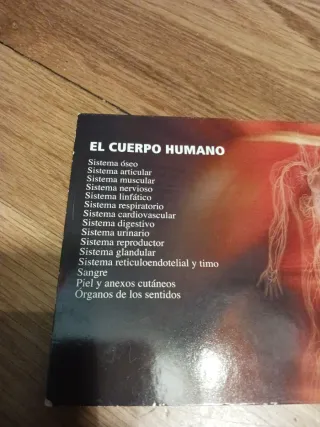 EL CUERPO HUMANO
Sistema óseo
Sistema articular
Sistema muscular
Sistema nervioso
Sistema linfático
Sistema respiratorio
Sistema cardiovascular
Sistema digestivo
Sistema urinario
Sistema reproductor
Sistema glandular
Sistema reticuloendotelial y timo
Sangre
Piel y anexos cutáneos
Órganos de los sentidos